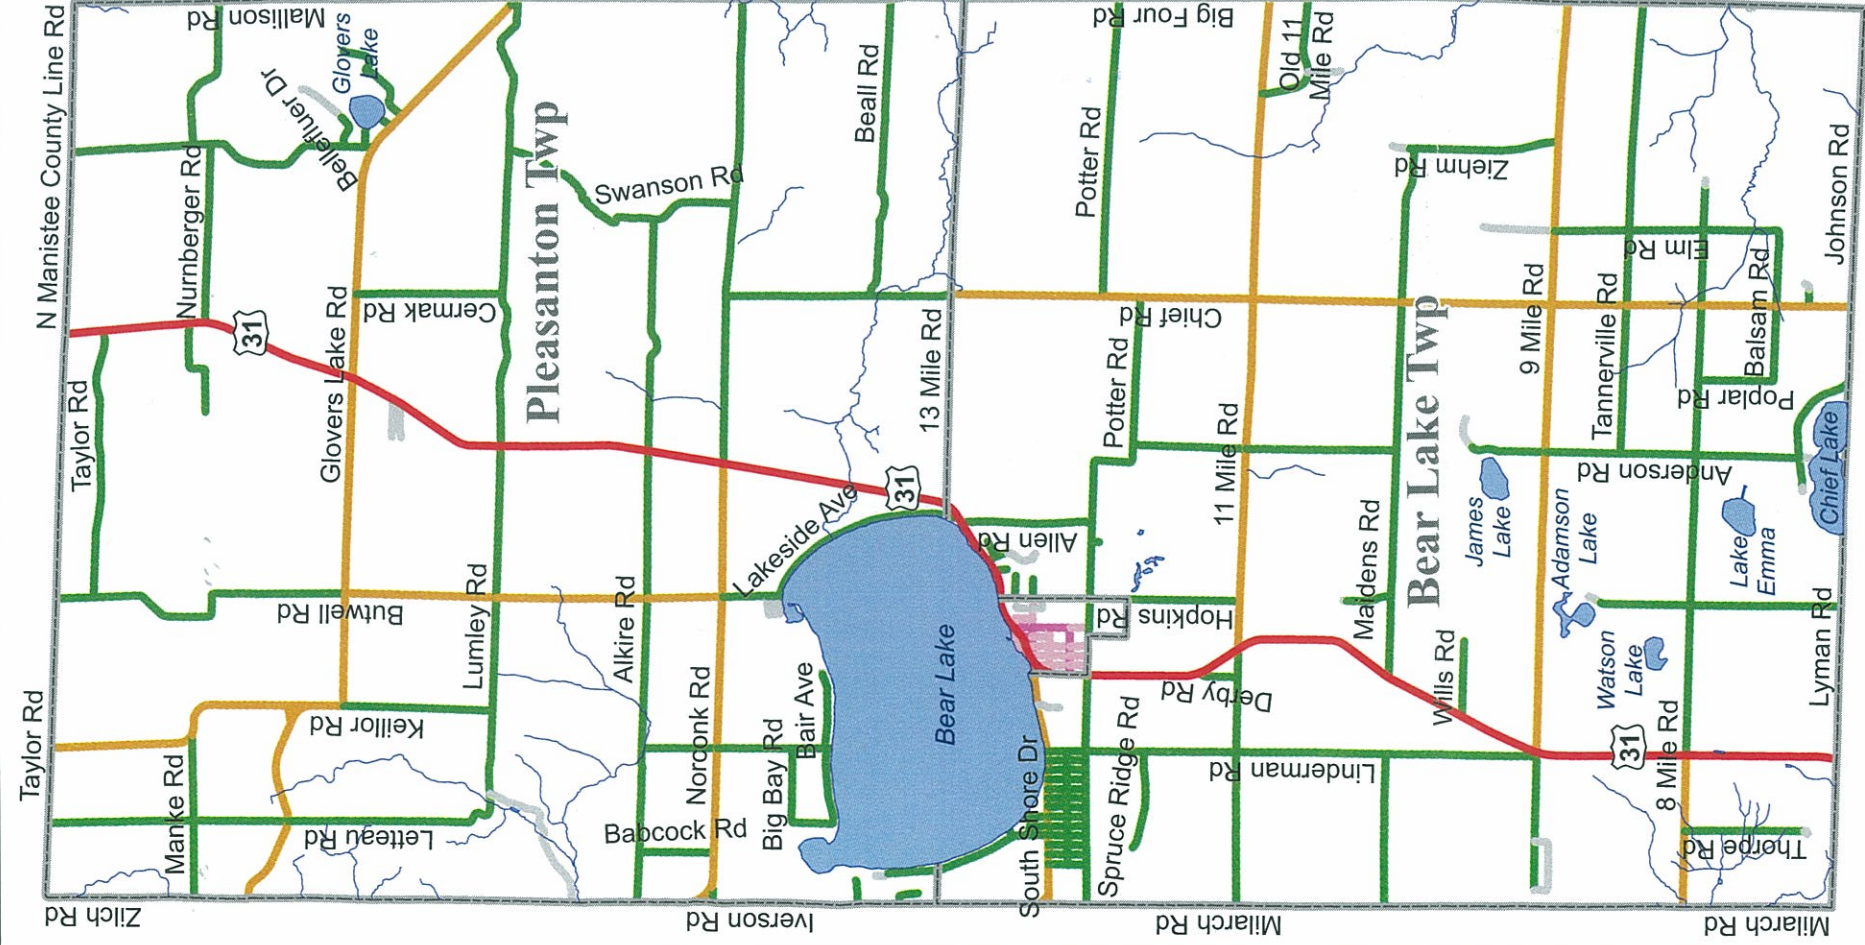 N Manistee County Line Rd
Mallison Rd
Glovers
Lake
Bellefluer Dr
Nurnberger Rd
31
Glovers Lake Rd
Cermak Rd
Taylor Rd
Taylor Rd
Butwell Rd
Keillor Rd
Manke Rd
Letteau Rd
Zilch Rd
Pleasanton Twp
Swanson Rd
Beall Rd
13 Mile Rd
31
Lakeside Ave
Lumley Rd
Alkire Rd
Norconk Rd
Bair Ave
Big Bay Rd
Babcock Rd
Iverson Rd
Bear Lake
South Shore Dr
Big Four Rd
Old 11
Mile Rd
Potter Rd
Chief Rd
Potter Rd
11 Mile Rd
Allen Rd
Hopkins Rd
Derby Rd
Spruce Ridge Rd
Linderman Rd
Milarch Rd
Ziehm Rd
Bear Lake Twp
9 Mile Rd
Elm Rd
Tannerville Rd
Balsam Rd
Johnson Rd
Poplar Rd
Anderson Rd
Chief Lake
James
Lake
Adamson
Lake
Lake
Emma
Maidens Rd
Wills Rd
Watson
Lake
Lyman Rd
31
8 Mile Rd
Thorpe Rd
Milarch Rd